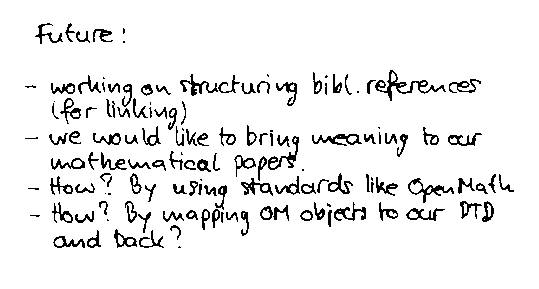 Future:
- working on structuring bibl. references
(for linking)
- we would like to bring meaning to our
mathematical papers.
- How? By using standards like OpenMath
- How? By mapping OM objects to our DTD
and back?